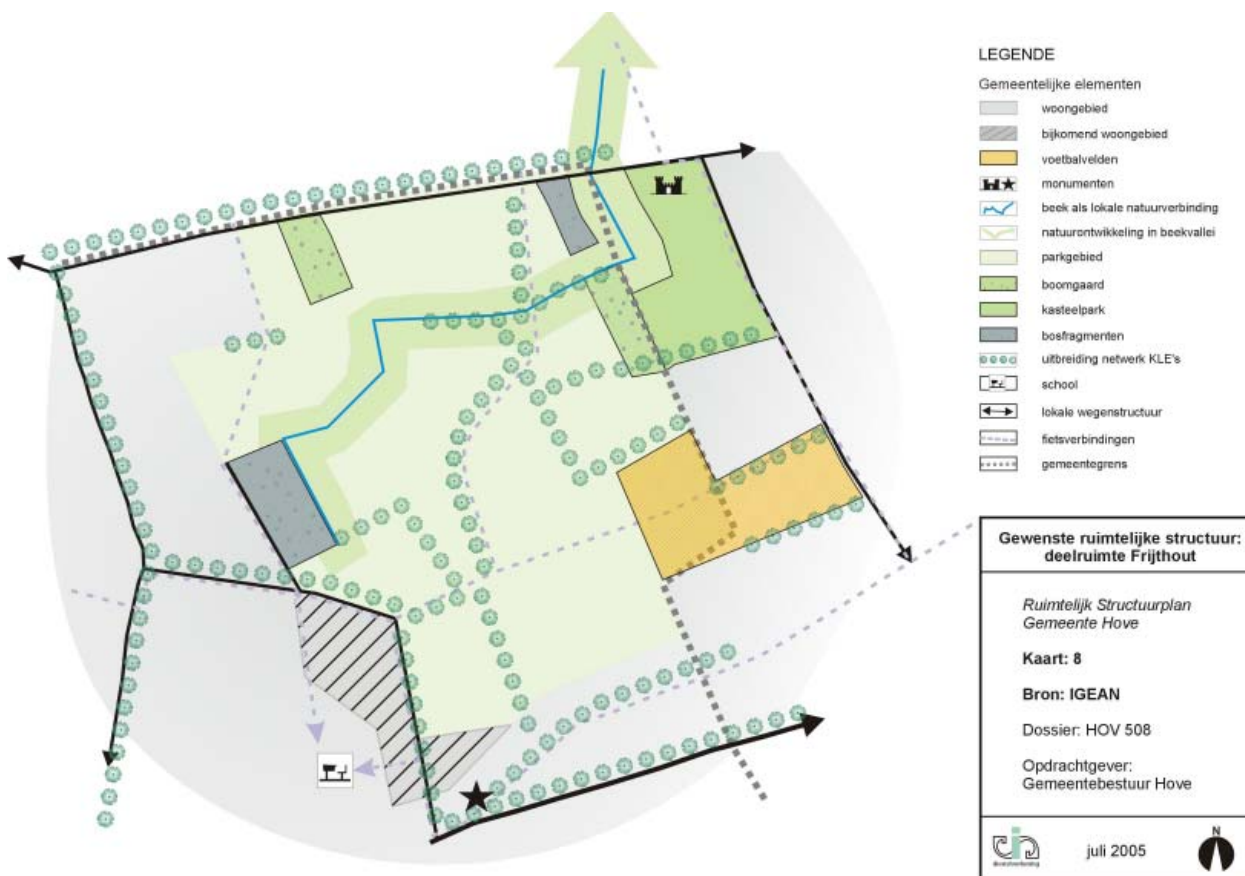 LEGENDE
Gemeentelijke elementen
woongebied
bijkomend woongebied
voetbalvelden
monumenten
beek als lokale natuurverbinding
natuurontwikkeling in beekvallei
parkgebied
boomgaard
kasteelpark
bosfragmenten
uitbreiding netwerk KLE's
school
lokale wegenstructuur
fietsverbindingen
gemeentegrens
Gewenste ruimtelijke structuur:
deelruimte Frijthout
Ruimtelijk Structuurplan
Gemeente Hove
Kaart: 8
Bron: IGEAN
Dossier: HOV 508
Opdrachtgever:
Gemeentebestuur Hove
juli 2005
N